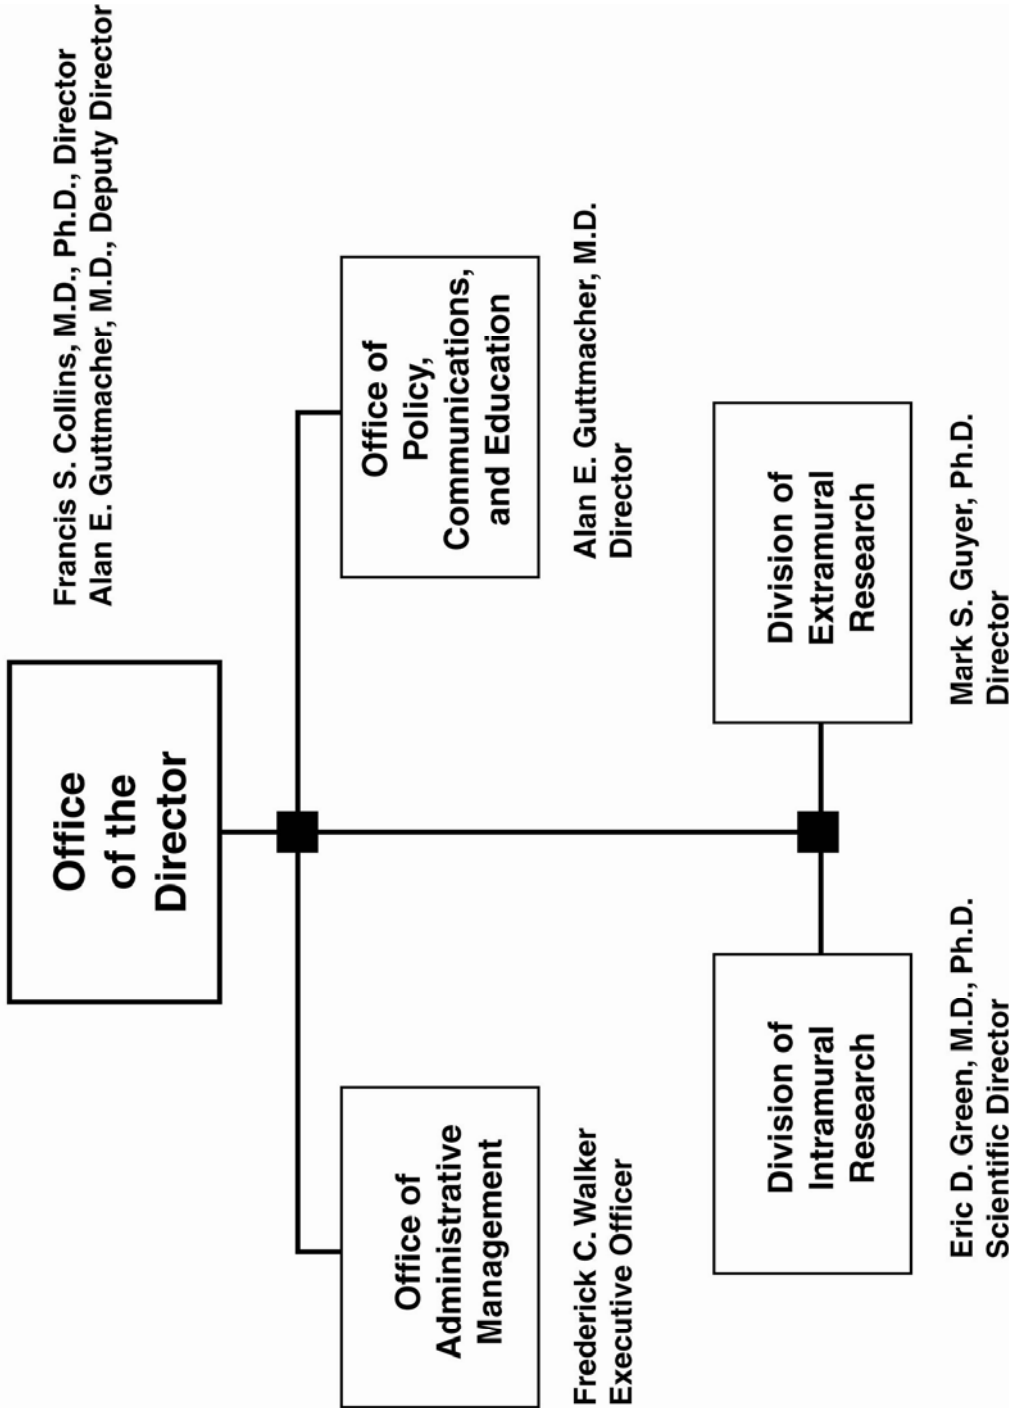 Office
of the
Director
Francis S. Collins, M.D., Ph.D., Director
Alan E. Guttmacher, M.D., Deputy Director
Office of
Administrative
Management
Frederick C. Walker
Executive Officer
Office of
Policy,
Communications,
and Education
Alan E. Guttmacher, M.D.
Director
Division of
Intramural
Research
Eric D. Green, M.D., Ph.D.
Scientific Director
Division of
Extramural
Research
Mark S. Guyer, Ph.D.
Director